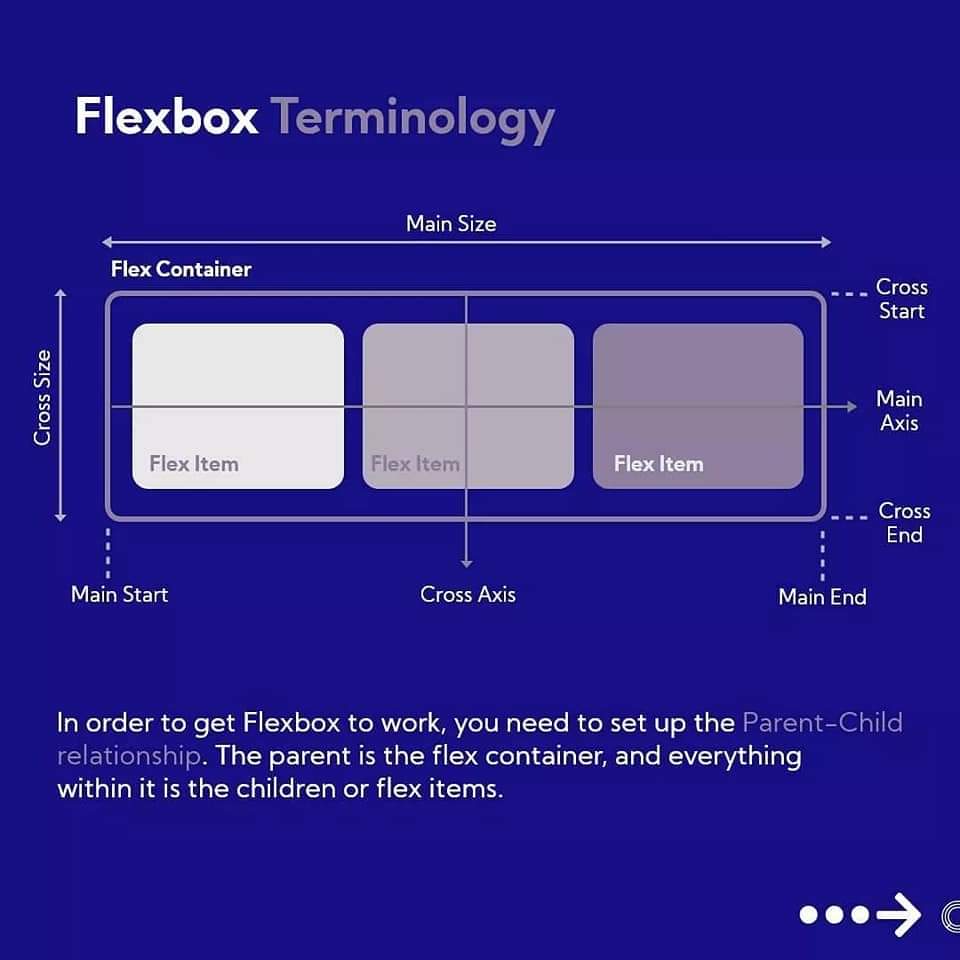 Flexbox Terminology
Main Size
Flex Container
Cross
Start
Cross Size
Main
Axis
Flex Item
Flex Item
Flex Item
Cross
End
Main Start
Cross Axis
Main End
In order to get Flexbox to work, you need to set up the Parent-Child
relationship. The parent is the flex container, and everything
within it is the children or flex items.